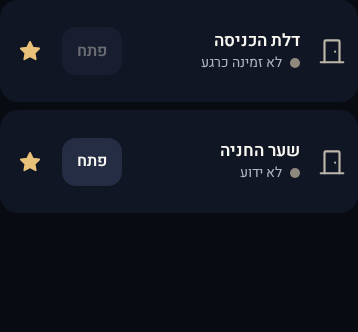 דלת הכניסה
לא זמינה כרגע
פתח
שער החניה
לא ידוע
פתח